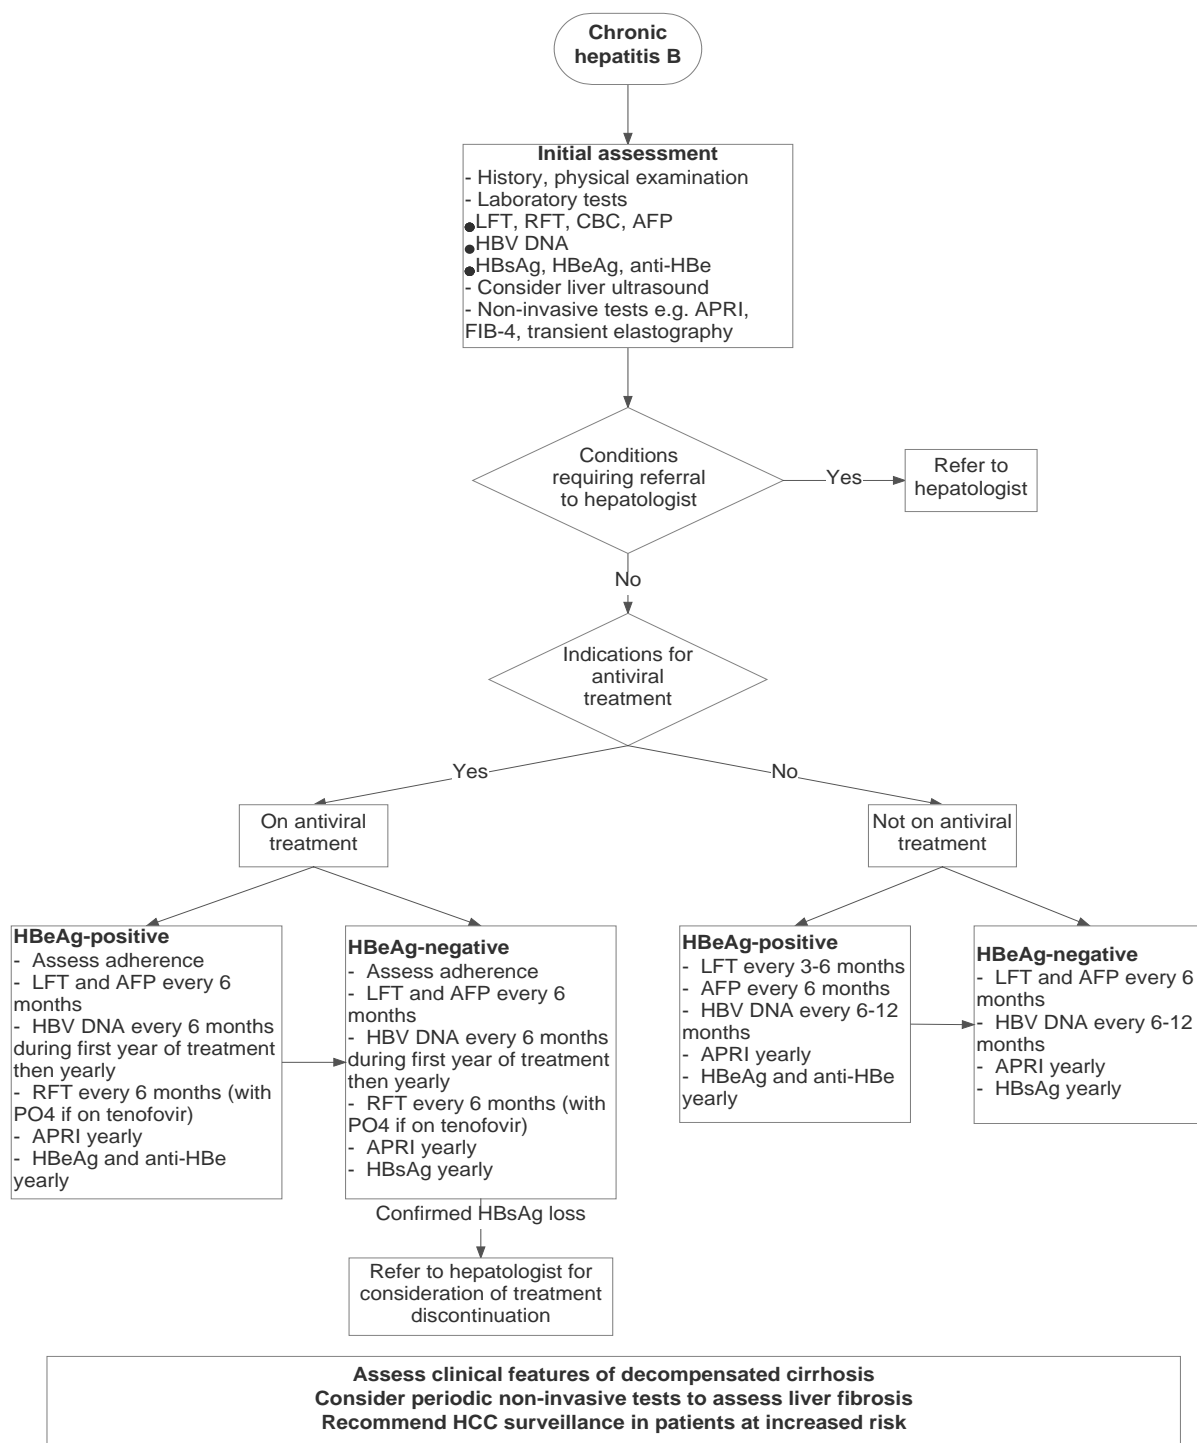 Chronic
hepatitis B
Initial assessment
- History, physical examination
- Laboratory tests
●LFT, RFT, CBC, AFP
●HBV DNA
●HBsAg, HBeAg, anti-HBe
- Consider liver ultrasound
- Non-invasive tests e.g. APRI,
FIB-4, transient elastography
Conditions
requiring referral
to hepatologist
Yes
Refer to
hepatologist
No
Indications for
antiviral
treatment
Yes
No
On antiviral
treatment
Not on antiviral
treatment
HBeAg-positive
- Assess adherence
- LFT and AFP every 6
months
- HBV DNA every 6 months
during first year of treatment
then yearly
- RFT every 6 months (with
PO4 if on tenofovir)
- APRI yearly
- HBeAg and anti-HBe
yearly
HBeAg-negative
- Assess adherence
- LFT and AFP every 6
months
- HBV DNA every 6 months
during first year of treatment
then yearly
- RFT every 6 months (with
PO4 if on tenofovir)
- APRI yearly
- HBsAg yearly
HBeAg-positive
- LFT every 3-6 months
- AFP every 6 months
- HBV DNA every 6-12
months
- APRI yearly
- HBeAg and anti-HBe
yearly
HBeAg-negative
- LFT and AFP every 6
months
- HBV DNA every 6-12
months
- APRI yearly
- HBsAg yearly
Confirmed HBsAg loss
Refer to hepatologist for
consideration of treatment
discontinuation
Assess clinical features of decompensated cirrhosis
Consider periodic non-invasive tests to assess liver fibrosis
Recommend HCC surveillance in patients at increased risk